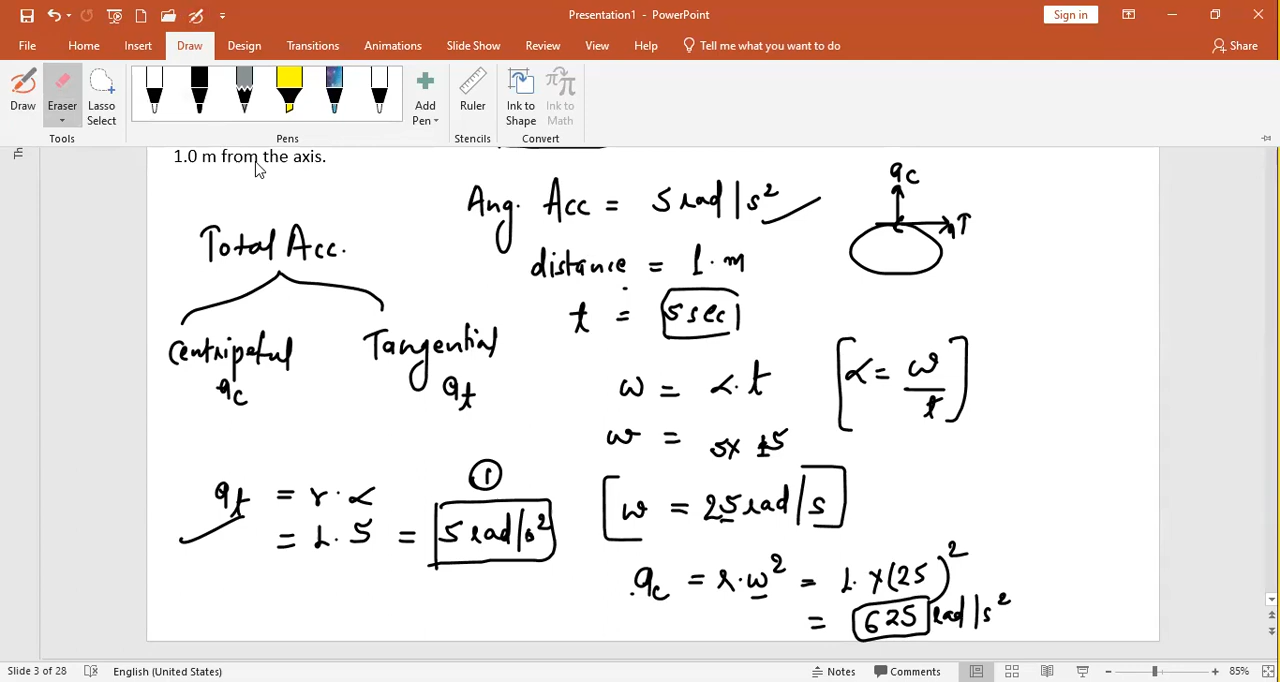 Presentation1 - PowerPoint
Sign in
File Home Insert Draw Design Transitions Animations Slide Show Review View Help Tell me what you want to do Share
Draw Eraser Lasso Select Add Pen Ruler Ink to Shape Ink to Math
Tools Pens Stencils Convert
Th
1.0 m from the axis.
ac
T
Ang. Acc = 5 rad/s²
Total Acc.
distance = 1. m
t = 5 sec
Centripetal
ac
Tangential
at
ω = α.t
[α = ω/t]
ω = 5x 5
1
at = r.α
= 1. 5 = 5 rad/s²
[ω = 25 rad/s]
ac = r.ω² = 1. x (25)²
= 625 rad/s²
Slide 3 of 28 English (United States) Notes Comments 85%